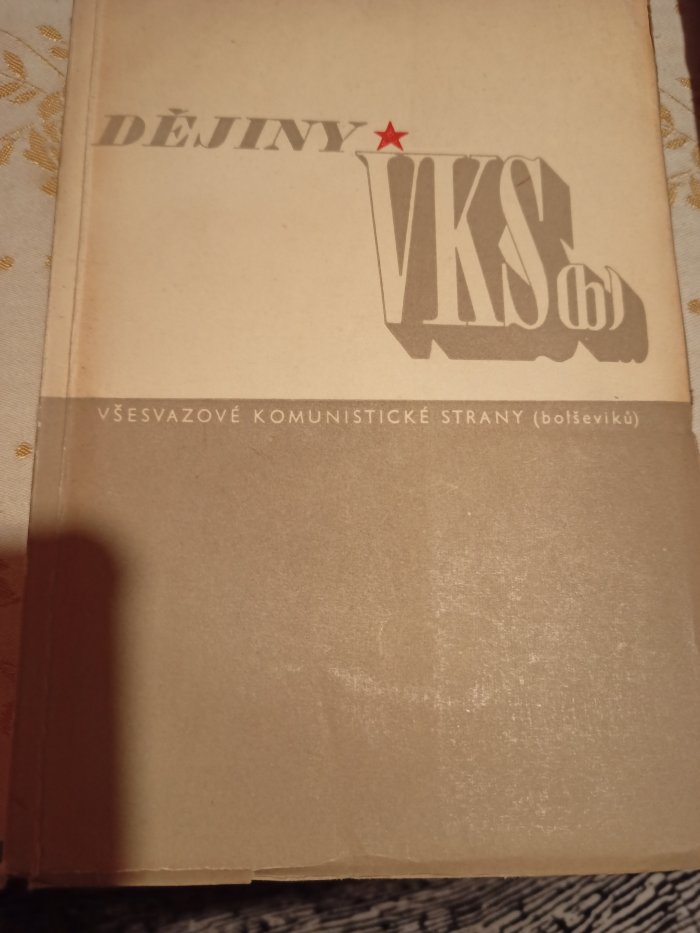 DĚJINY
VKS(b)
VŠESVAZOVÉ KOMUNISTICKÉ STRANY (bolševiků)